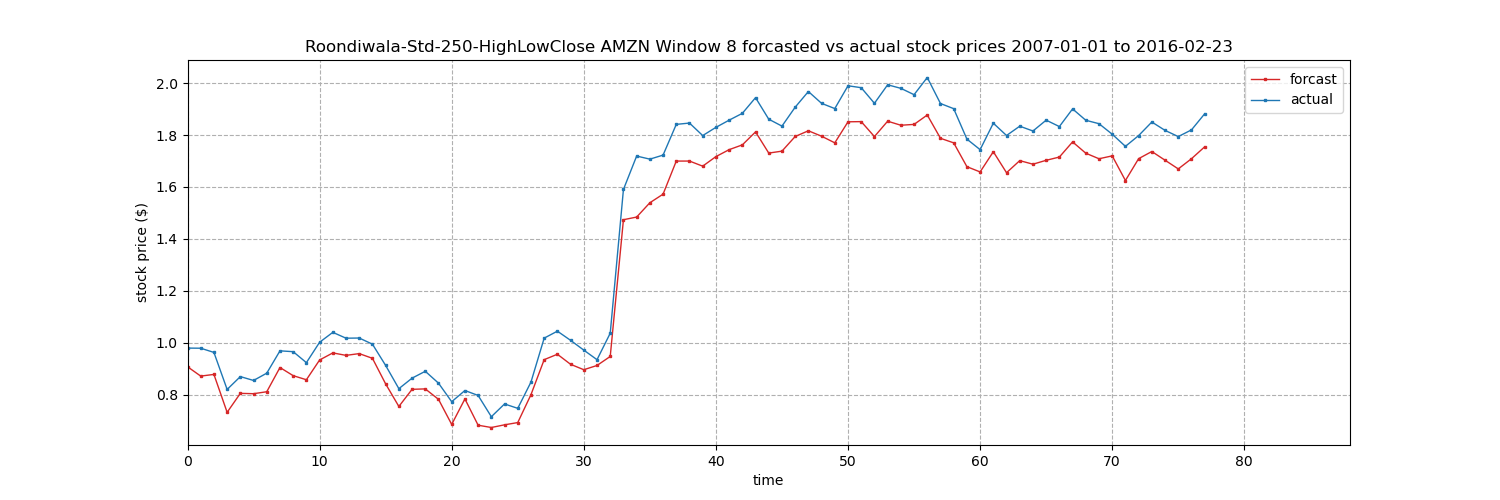 Roondiwala-Std-250-HighLowClose AMZN Window 8 forcasted vs actual stock prices 2007-01-01 to 2016-02-23
forcast
actual
stock price ($)
2.0
1.8
1.6
1.4
1.2
1.0
0.8
0 10 20 30 40 50 60 70 80
time